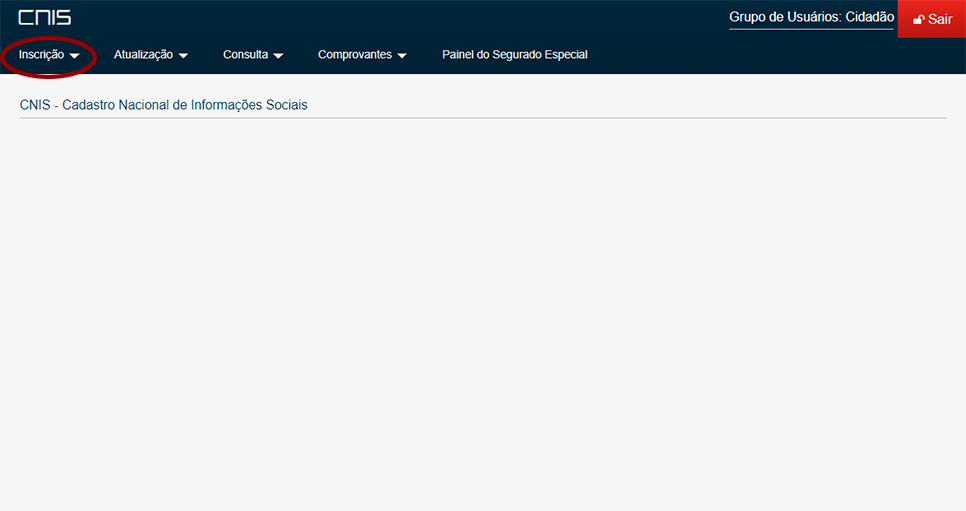 CNIS
Grupo de Usuários: Cidadão
Sair
Inscrição
Atualização
Consulta
Comprovantes
Painel do Segurado Especial
CNIS - Cadastro Nacional de Informações Sociais